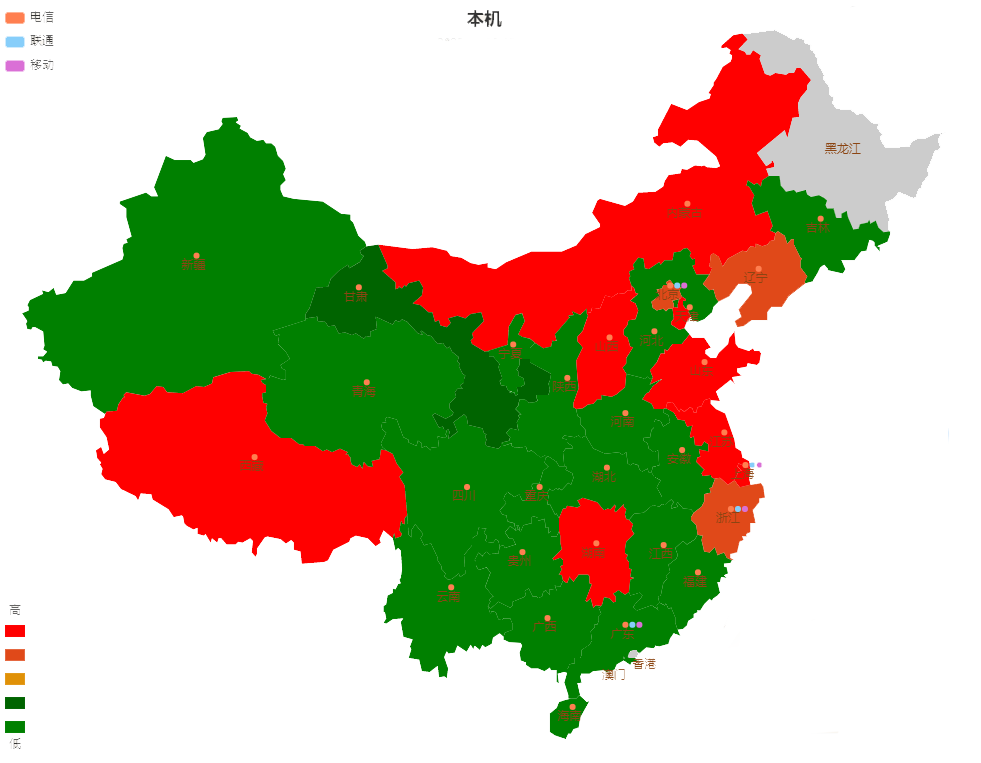 本机
电信
联通
移动
黑龙江
内蒙古
吉林
新疆
辽宁
北京
甘肃
天津
宁夏
山西
河北
山东
陕西
青海
河南
江苏
安徽
西藏
上海
湖北
四川
重庆
浙江
湖南
江西
贵州
福建
云南
广西
广东
香港
澳门
海南
高
低